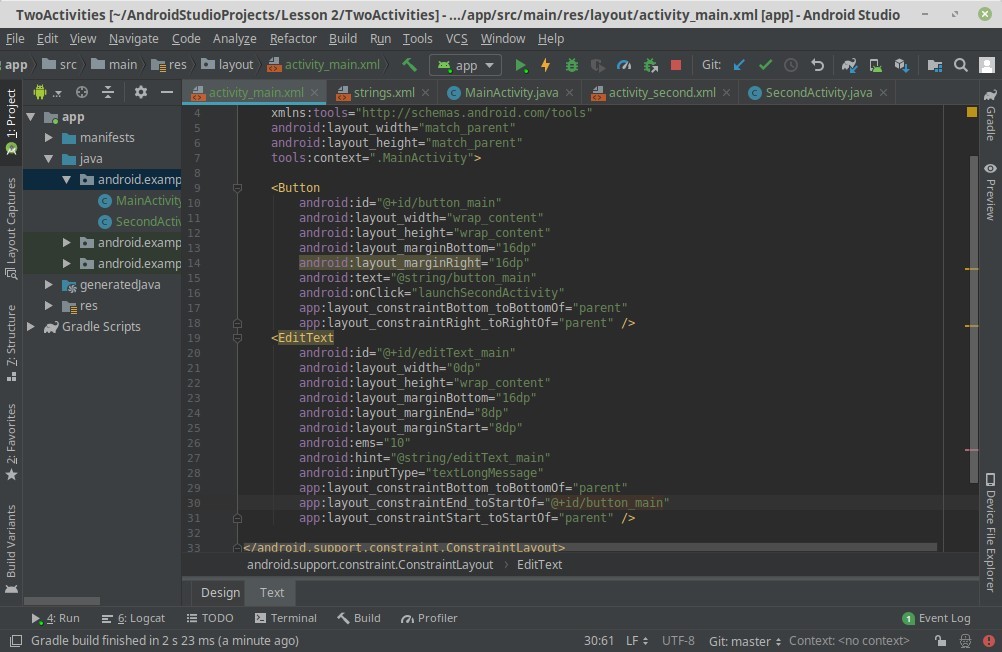 TwoActivities [~/AndroidStudioProjects/Lesson 2/TwoActivities] - .../app/src/main/res/layout/activity_main.xml [app] - Android Studio
File Edit View Navigate Code Analyze Refactor Build Run Tools VCS Window Help
app src main res layout activity_main.xml app Git:
activity_main.xml strings.xml MainActivity.java activity_second.xml SecondActivity.java
1: Project
Layout Captures
7: Structure
2: Favorites
Build Variants
app
manifests
java
android.examp
MainActivity
SecondActiv
android.examp
android.examp
generatedJava
res
Gradle Scripts
4 xmlns:tools="http://schemas.android.com/tools"
5 android:layout_width="match_parent"
6 android:layout_height="match_parent"
7 tools:context=".MainActivity">
8
9 <Button
10 android:id="@+id/button_main"
11 android:layout_width="wrap_content"
12 android:layout_height="wrap_content"
13 android:layout_marginBottom="16dp"
14 android:layout_marginRight="16dp"
15 android:text="@string/button_main"
16 android:onClick="launchSecondActivity"
17 app:layout_constraintBottom_toBottomOf="parent"
18 app:layout_constraintRight_toRightOf="parent" />
19 <EditText
20 android:id="@+id/editText_main"
21 android:layout_width="0dp"
22 android:layout_height="wrap_content"
23 android:layout_marginBottom="16dp"
24 android:layout_marginEnd="8dp"
25 android:layout_marginStart="8dp"
26 android:ems="10"
27 android:hint="@string/editText_main"
28 android:inputType="textLongMessage"
29 app:layout_constraintBottom_toBottomOf="parent"
30 app:layout_constraintEnd_toStartOf="@+id/button_main"
31 app:layout_constraintStart_toStartOf="parent" />
32
33 </android.support.constraint.ConstraintLayout>
android.support.constraint.ConstraintLayout › EditText
Design Text
Gradle
Preview
Device File Explorer
4: Run 6: Logcat TODO Terminal Build Profiler 1 Event Log
Gradle build finished in 2 s 23 ms (a minute ago) 30:61 LF UTF-8 Git: master Context: <no context>